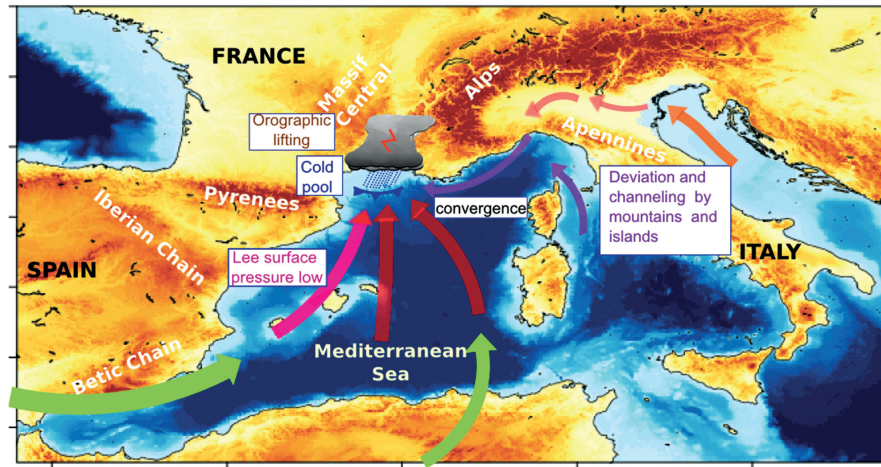 FRANCE
Massif
Central
Alps
Orographic
lifting
Apennines
Cold
pool
Pyrenees
Deviation and
channeling by
mountains and
islands
convergence
Iberian Chain
SPAIN
Lee surface
pressure low
ITALY
Mediterranean
Sea
Betic Chain